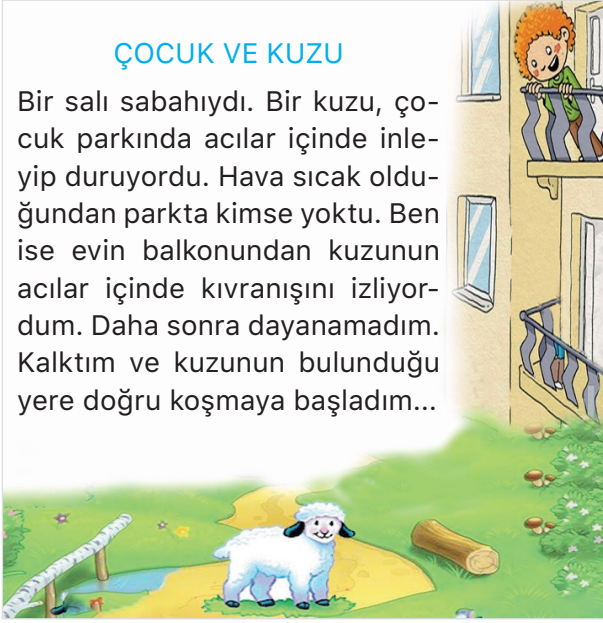 ÇOCUK VE KUZU
Bir salı sabahıydı. Bir kuzu, ço-
cuk parkında acılar içinde inle-
yip duruyordu. Hava sıcak oldu-
ğundan parkta kimse yoktu. Ben
ise evin balkonundan kuzunun
acılar içinde kıvranışını izliyor-
dum. Daha sonra dayanamadım.
Kalktım ve kuzunun bulunduğu
yere doğru koşmaya başladım...